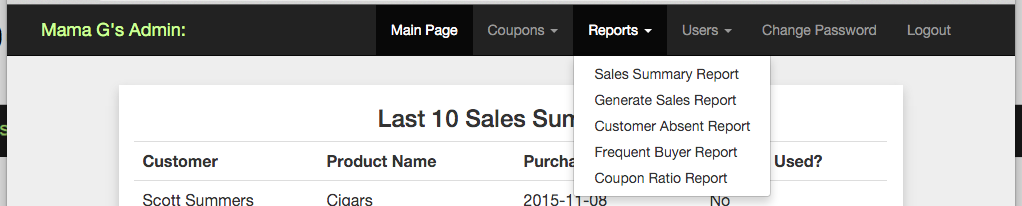 Mama G's Admin: Main Page Coupons Reports Users Change Password Logout
Sales Summary Report
Generate Sales Report
Customer Absent Report
Frequent Buyer Report
Coupon Ratio Report
Last 10 Sales
Customer Product Name Used?
Scott Summers Cigars 2015-11-08 No